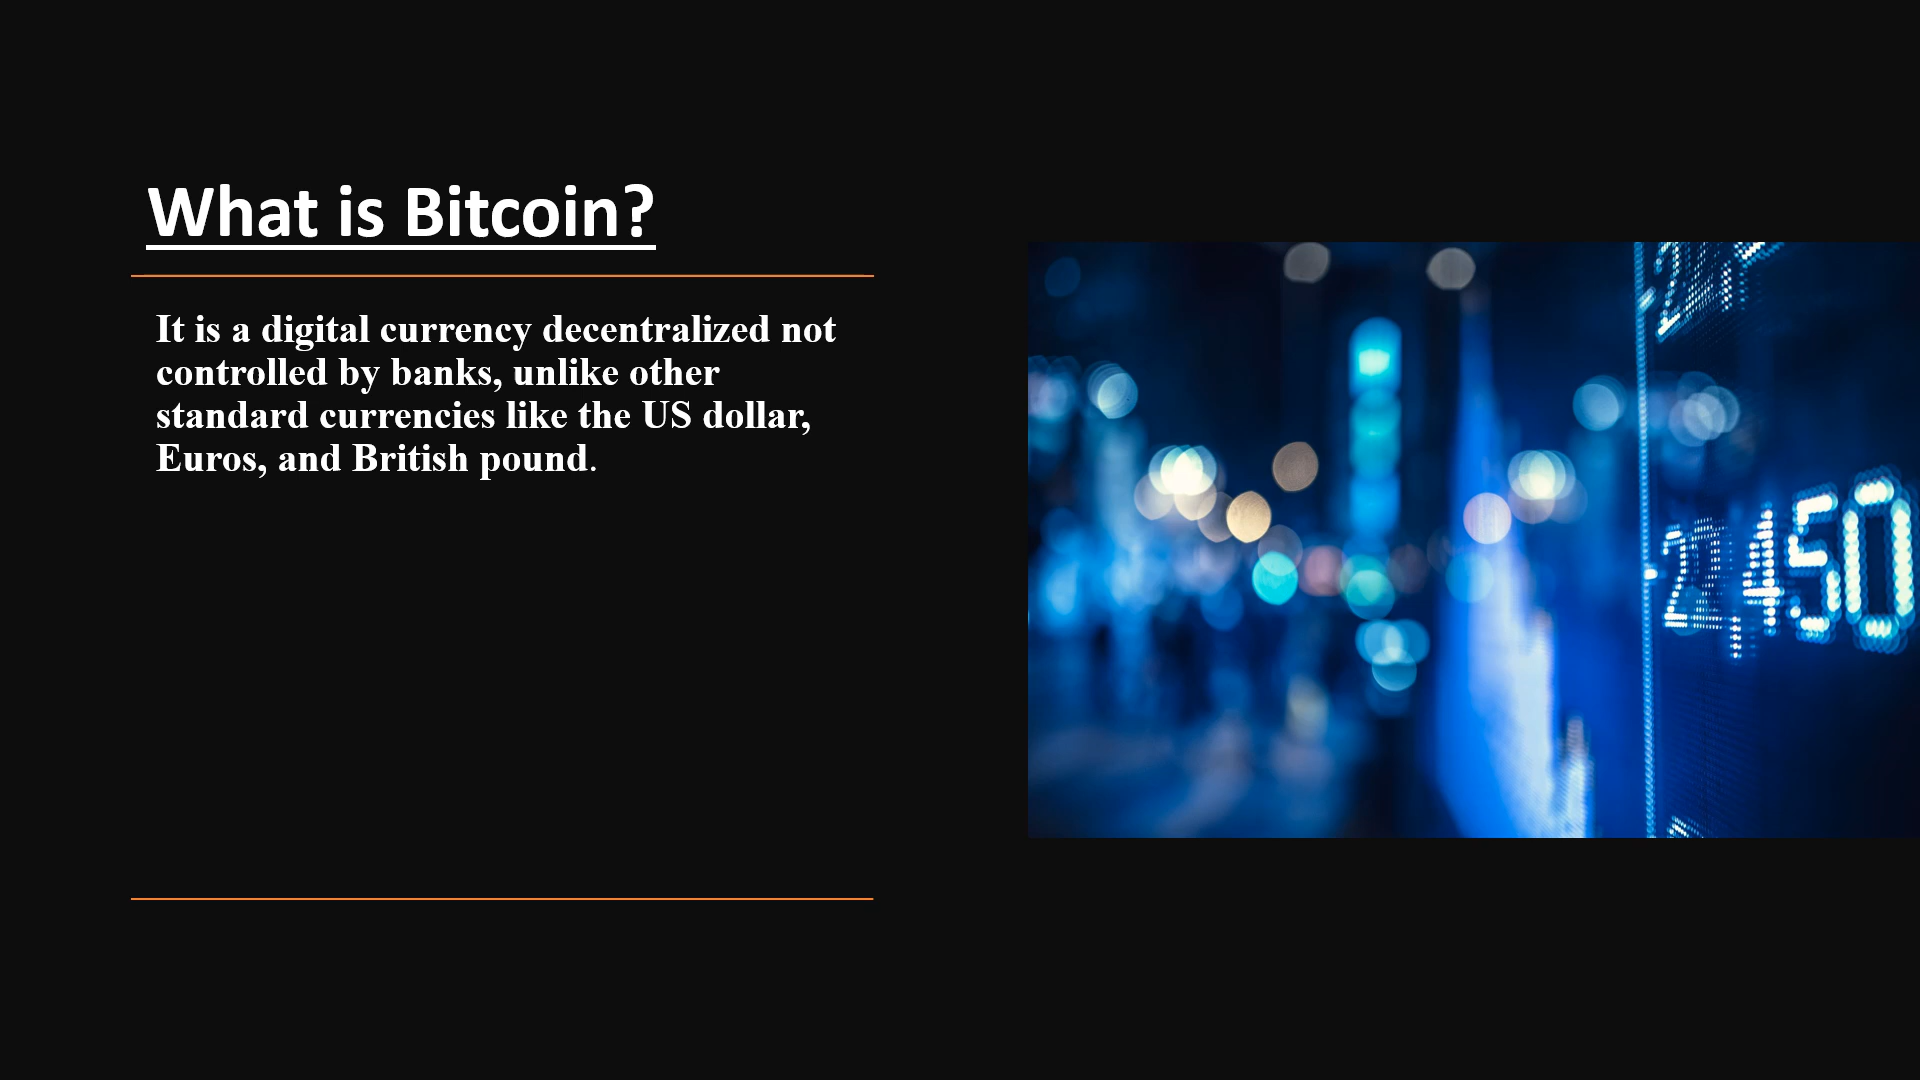 What is Bitcoin?
It is a digital currency decentralized not
controlled by banks, unlike other
standard currencies like the US dollar,
Euros, and British pound.